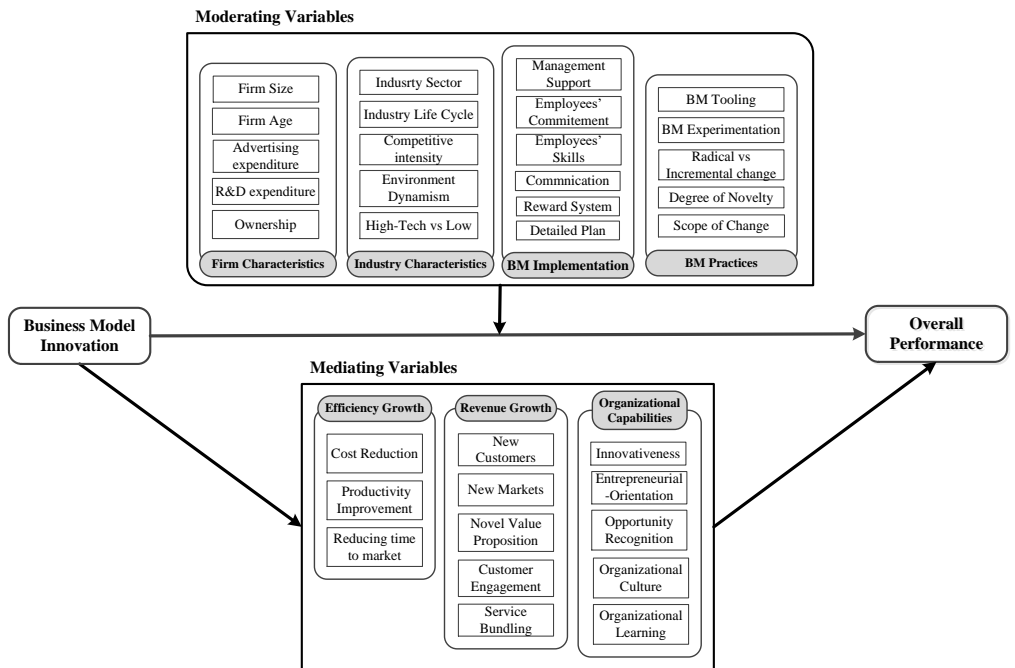 Moderating Variables
Firm Size
Firm Age
Advertising
expenditure
R&D expenditure
Ownership
Firm Characteristics
Indusrty Sector
Industry Life Cycle
Competitive
intensity
Environment
Dynamism
High-Tech vs Low
Industry Characteristics
Management
Support
Employees’
Commitement
Employees’
Skills
Commnication
Reward System
Detailed Plan
BM Implementation
BM Tooling
BM Experimentation
Radical vs
Incremental change
Degree of Novelty
Scope of Change
BM Practices
Business Model
Innovation
Overall
Performance
Mediating Variables
Efficiency Growth
Cost Reduction
Productivity
Improvement
Reducing time
to market
Revenue Growth
New
Customers
New Markets
Novel Value
Proposition
Customer
Engagement
Service
Bundling
Organizational
Capabilities
Innovativeness
Entrepreneurial
-Orientation
Opportunity
Recognition
Organizational
Culture
Organizational
Learning